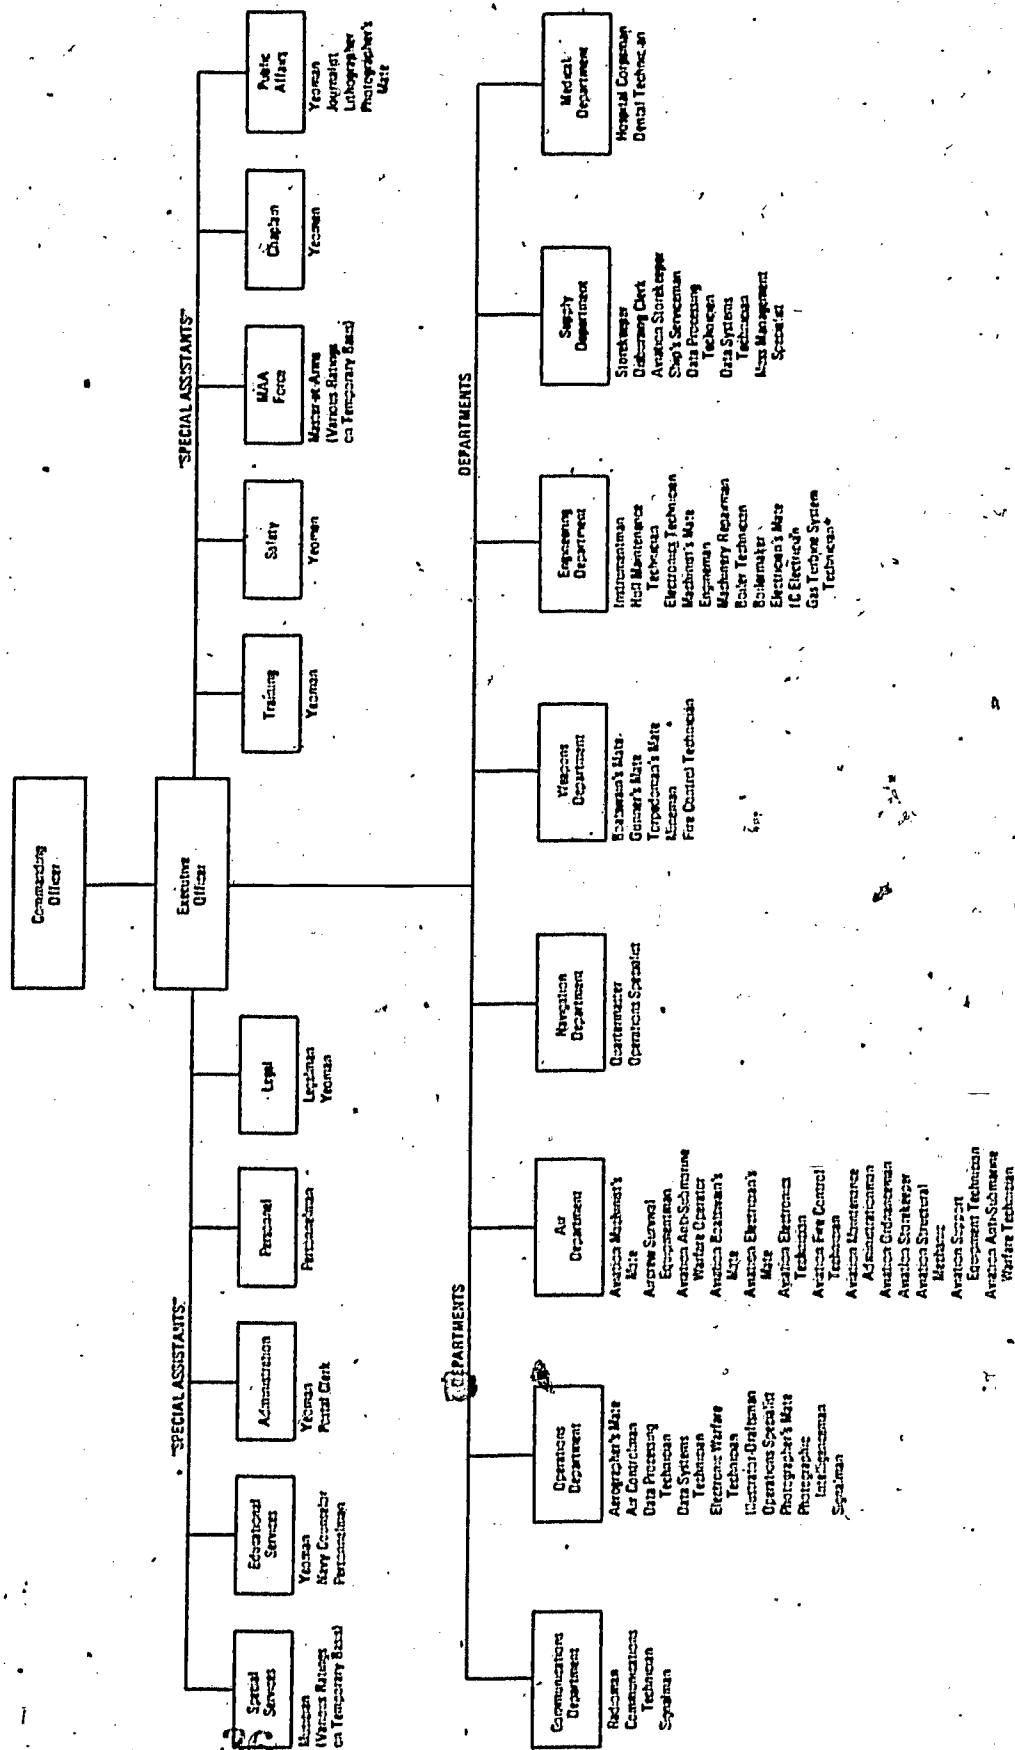 Commanding
Officer
Executive
Officer
"SPECIAL ASSISTANTS"
Special
Services
(Various Ratings
on Temporary Basis)
Educational
Services
Yeoman
Navy Counselor
Personnelman
Administration
Yeoman
Postal Clerk
Personnel
Personnelman
Legal
Legalman
Yeoman
"SPECIAL ASSISTANTS"
Training
Yeoman
Safety
Yeoman
MAA
Force
Master-at-Arms
(Various Ratings
on Temporary Basis)
Chaplain
Yeoman
Public
Affairs
Yeoman
Journalist
Lithographer
Photographer's
Mate
DEPARTMENTS
Communications
Department
Radioman
Communications
Technician
Signalman
Operations
Department
Aerographer's Mate
Air Controlman
Data Processing
Technician
Data Systems
Technician
Electronic Warfare
Technician
Illustrator-Draftsman
Operations Specialist
Photographer's Mate
Photographic
Intelligenceman
Signalman
Air
Department
Aviation Machinist's
Mate
Aircrew Survival
Equipmentman
Aviation Anti-Submarine
Warfare Operator
Aviation Boatswain's
Mate
Aviation Electrician's
Mate
Aviation Electronics
Technician
Aviation Fire Control
Technician
Aviation Maintenance
Administrationman
Aviation Ordnanceman
Aviation Storekeeper
Aviation Structural
Mechanic
Aviation Support
Equipment Technician
Aviation Anti-Submarine
Warfare Technician
Navigation
Department
Quartermaster
Operations Specialist
DEPARTMENTS
Weapons
Department
Boatswain's Mate
Gunner's Mate
Torpedoman's Mate
Mineman
Fire Control Technician
Engineering
Department
Instrumentman
Hull Maintenance
Technician
Electronics Technician
Machinist's Mate
Engineman
Machinery Repairman
Boiler Technician
Boilermaker
Electrician's Mate
IC Electrician
Gas Turbine System
Technician*
Supply
Department
Storekeeper
Disbursing Clerk
Aviation Storekeeper
Ship's Serviceman
Data Processing
Technician
Data Systems
Technician
Mess Management
Specialist
Medical
Department
Hospital Corpsman
Dental Technician